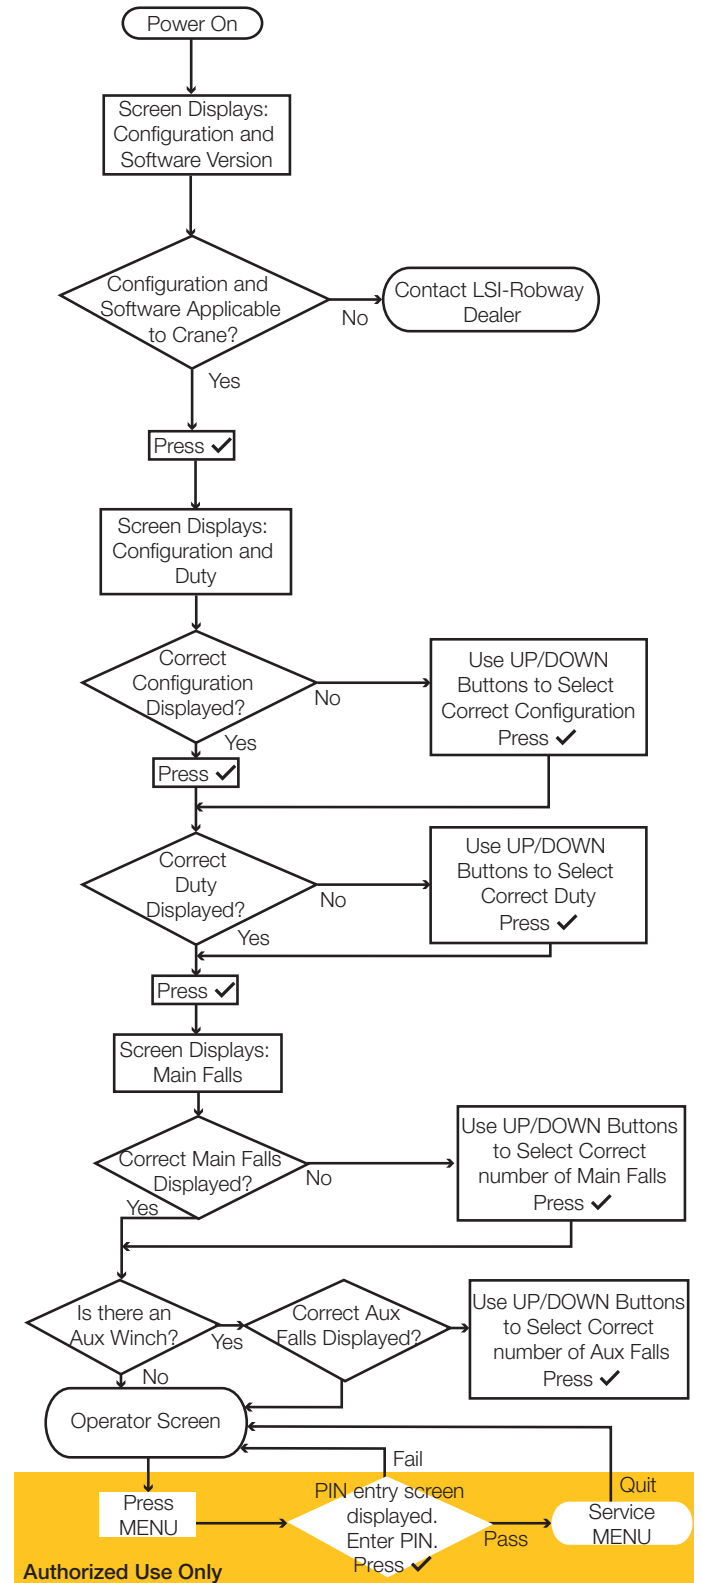 Power On
Screen Displays:
Configuration and
Software Version
Configuration and
Software Applicable
to Crane?
No
Contact LSI-Robway
Dealer
Yes
Press ✓
Screen Displays:
Configuration and
Duty
Correct
Configuration
Displayed?
No
Use UP/DOWN
Buttons to Select
Correct Configuration
Press ✓
Yes
Press ✓
Correct
Duty
Displayed?
No
Use UP/DOWN
Buttons to Select
Correct Duty
Press ✓
Yes
Press ✓
Screen Displays:
Main Falls
Correct Main Falls
Displayed?
No
Use UP/DOWN Buttons
to Select Correct
number of Main Falls
Press ✓
Yes
Is there an
Aux Winch?
Yes
Correct Aux
Falls Displayed?
Use UP/DOWN Buttons
to Select Correct
number of Aux Falls
Press ✓
No
Operator Screen
Fail
Press
MENU
PIN entry screen
displayed.
Enter PIN.
Press ✓
Pass
Quit
Service
MENU
Authorized Use Only